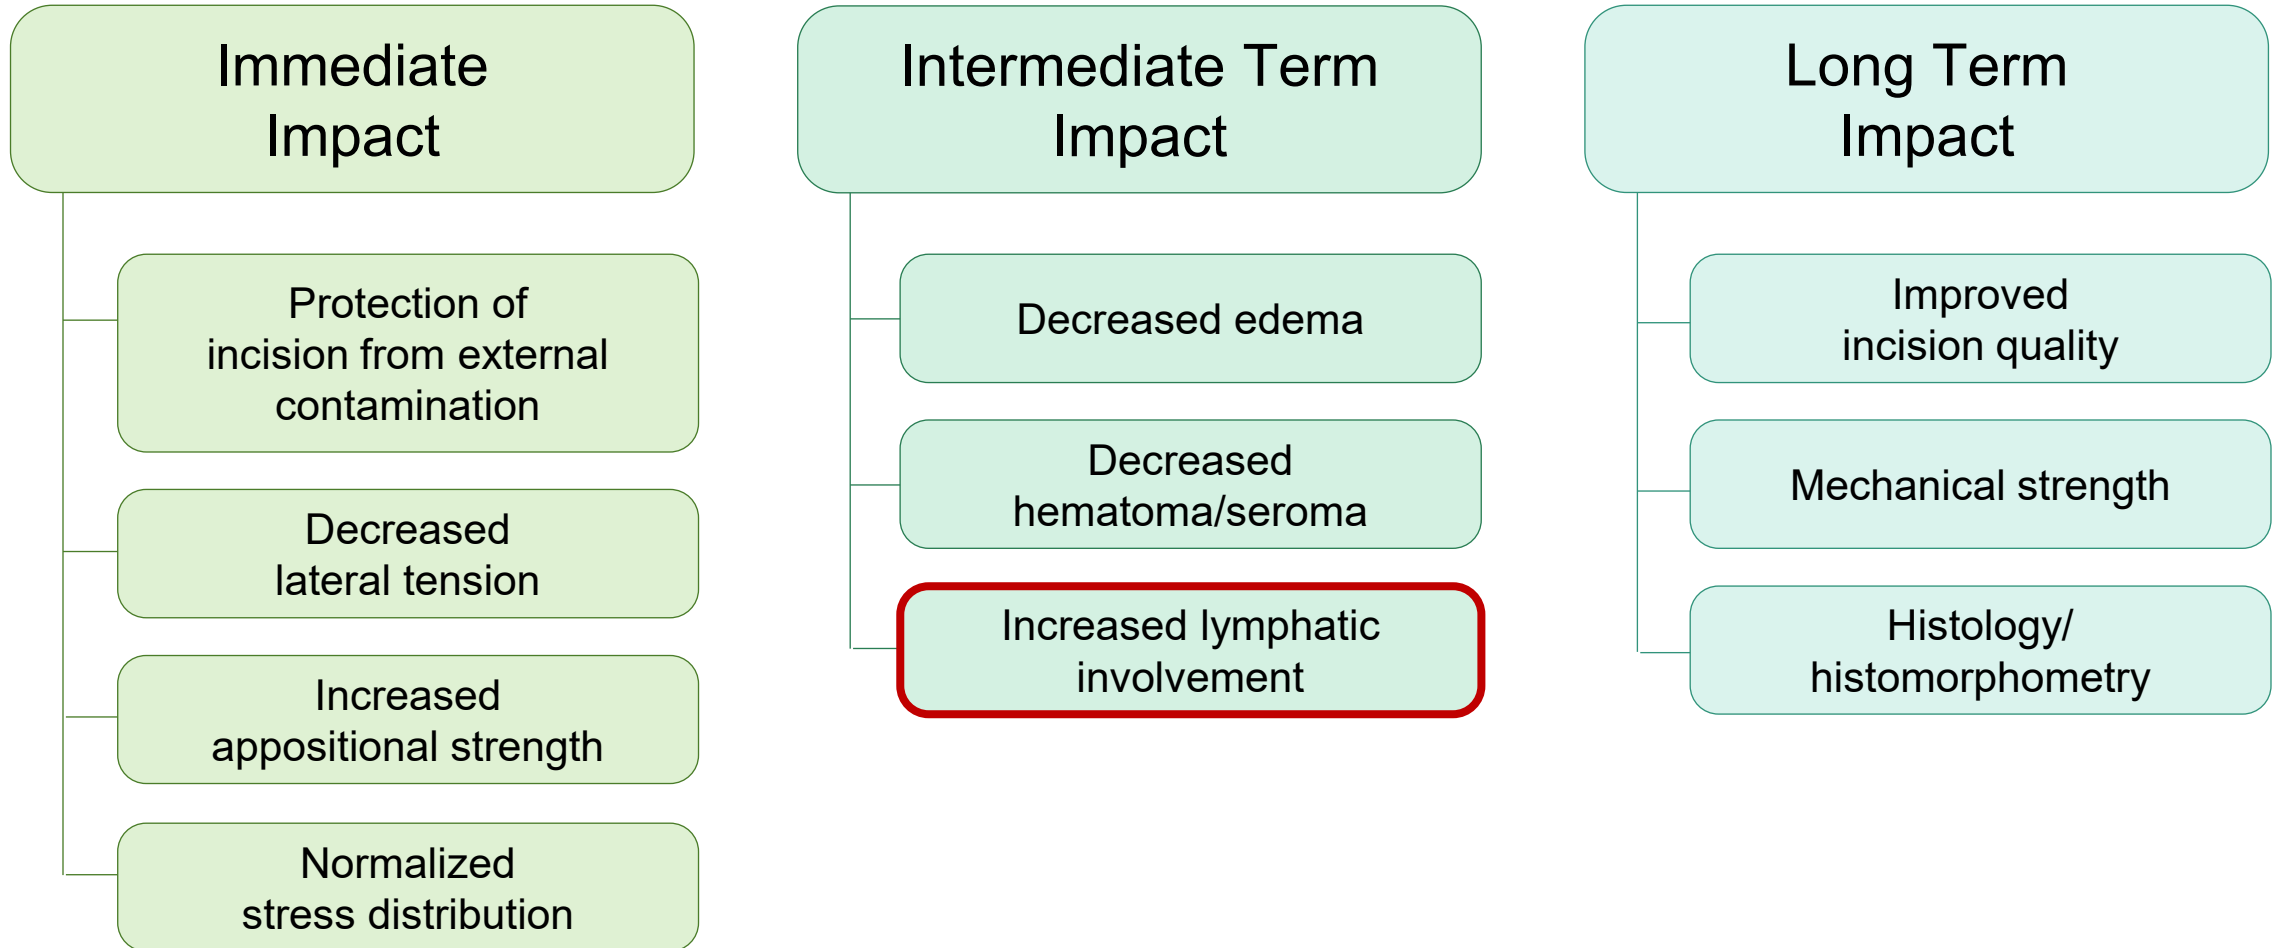 Immediate
Impact
Protection of
incision from external
contamination
Decreased
lateral tension
Increased
appositional strength
Normalized
stress distribution
Intermediate Term
Impact
Decreased edema
Decreased
hematoma/seroma
Increased lymphatic
involvement
Long Term
Impact
Improved
incision quality
Mechanical strength
Histology/
histomorphometry